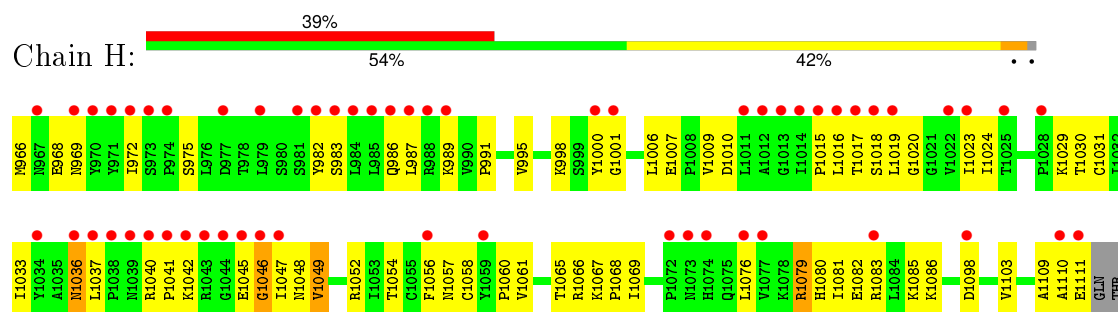 39%
Chain H:
54% 42% • •
M966 N967 E968 N969 Y970 Y971 I972 S973 P974 S975 L976 D977 T978 L979 S980 S981 Y982 S983 L984 L985 Q986 L987 R988 K989 V990 P991 V995 K998 S999 Y1000 G1001 L1006 E1007 P1008 V1009 D1010 L1011 A1012 G1013 I1014 P1015 L1016 T1017 S1018 L1019 G1020 G1021 V1022 I1023 I1024 T1025 P1028 K1029 T1030 C1031 I1032
I1033 Y1034 A1035 N1036 L1037 P1038 N1039 R1040 P1041 K1042 R1043 G1044 E1045 G1046 I1047 N1048 V1049 R1052 I1053 T1054 C1055 F1056 N1057 C1058 Y1059 P1060 V1061 T1065 R1066 K1067 P1068 I1069 P1072 N1073 H1074 Q1075 L1076 V1077 K1078 R1079 H1080 I1081 E1082 R1083 L1084 K1085 K1086 D1098 V1103 A1109 A1110 E1111 GLN THR